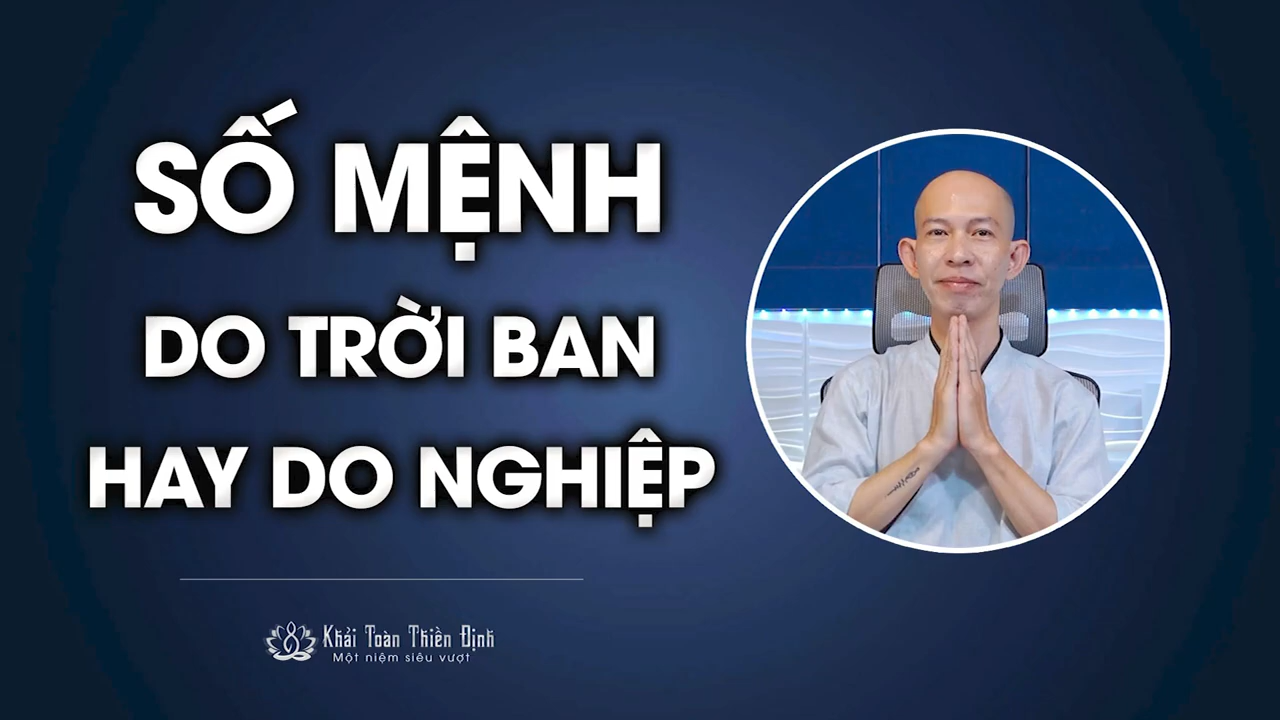 SỐ MỆNH
DO TRỜI BAN
HAY DO NGHIỆP
Khải Toàn Thiền Định
Một niệm siêu vượt